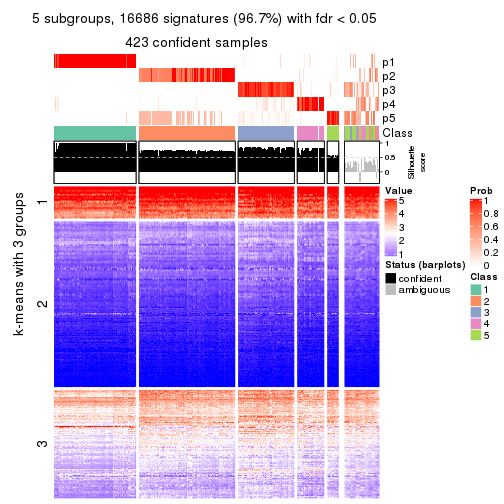 5 subgroups, 16686 signatures (96.7%) with fdr < 0.05
423 confident samples
p1
p2
p3
p4
p5
Class
1
0.5
0
Silhouette
score
k-means with 3 groups
1
2
3
Value
5
4
3
2
1
Status (barplots)
confident
ambiguous
Prob
1
0.8
0.6
0.4
0.2
0
Class
1
2
3
4
5